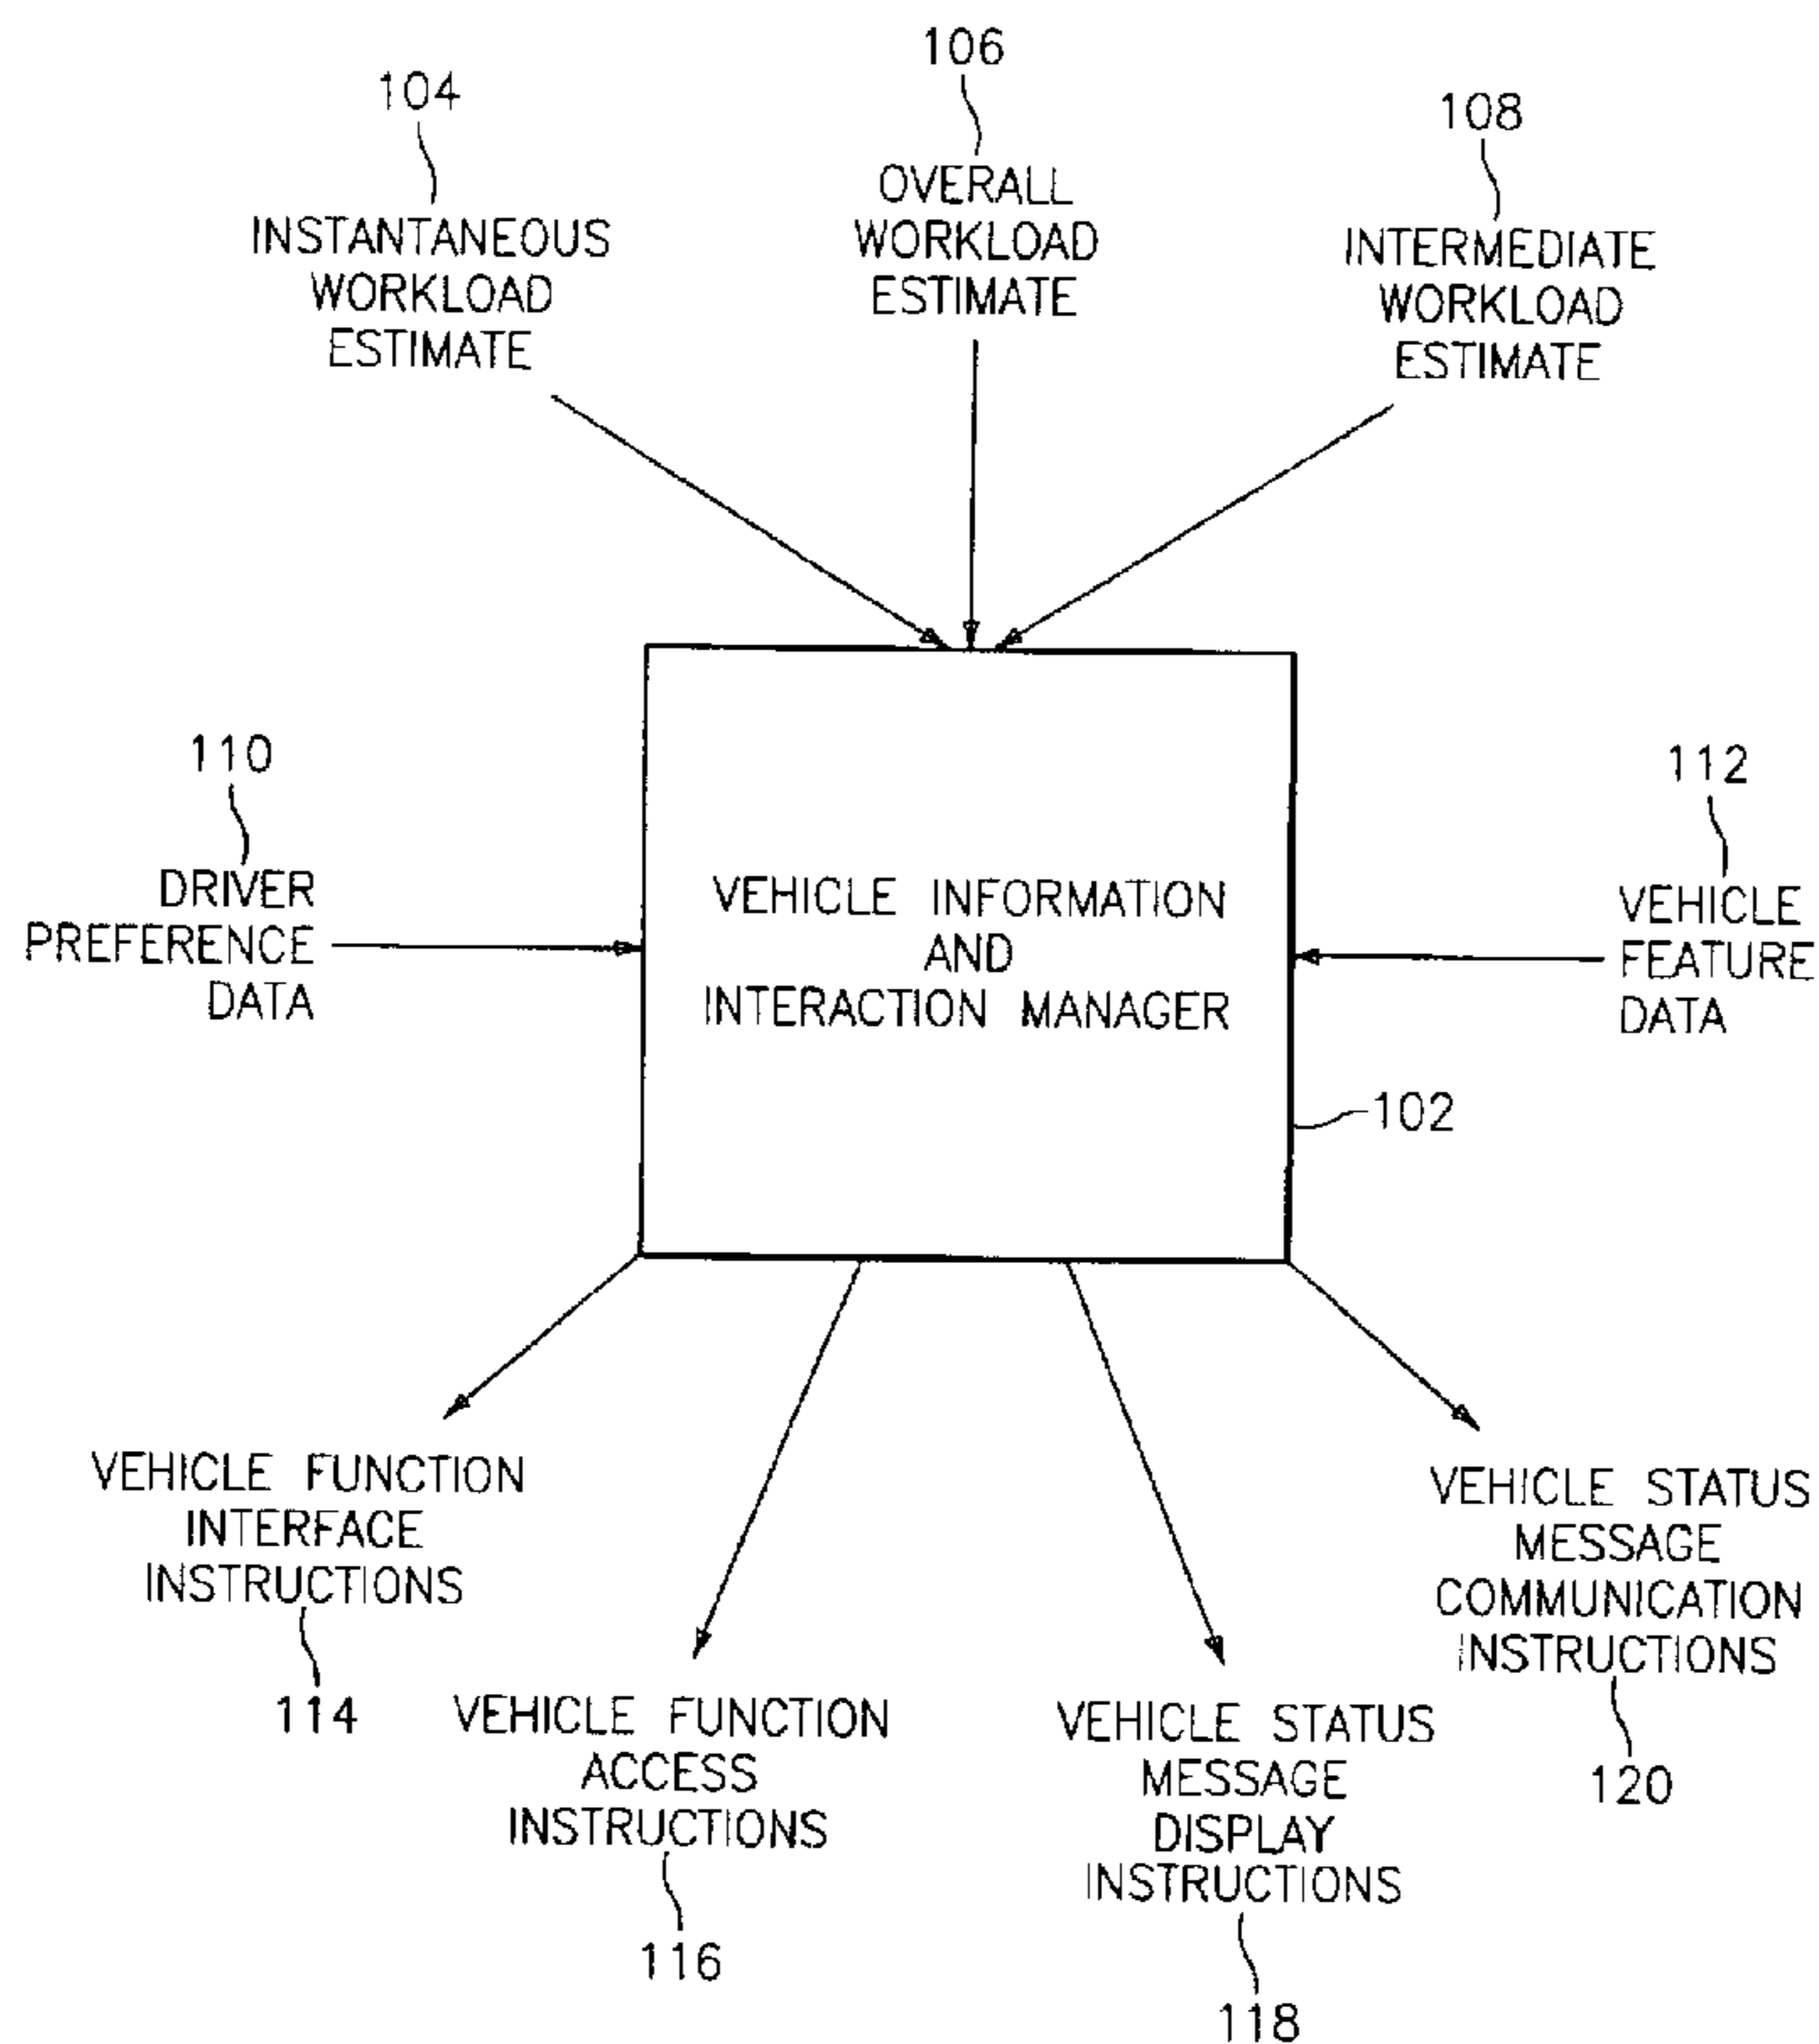 106
104
108
OVERALL
WORKLOAD
ESTIMATE
INSTANTANEOUS
WORKLOAD
ESTIMATE
INTERMEDIATE
WORKLOAD
ESTIMATE
110
DRIVER
PREFERENCE
DATA
VEHICLE INFORMATION
AND
INTERACTION MANAGER
112
VEHICLE
FEATURE
DATA
102
VEHICLE FUNCTION
INTERFACE
INSTRUCTIONS
114
VEHICLE FUNCTION
ACCESS
INSTRUCTIONS
116
VEHICLE STATUS
MESSAGE
DISPLAY
INSTRUCTIONS
118
VEHICLE STATUS
MESSAGE
COMMUNICATION
INSTRUCTIONS
120